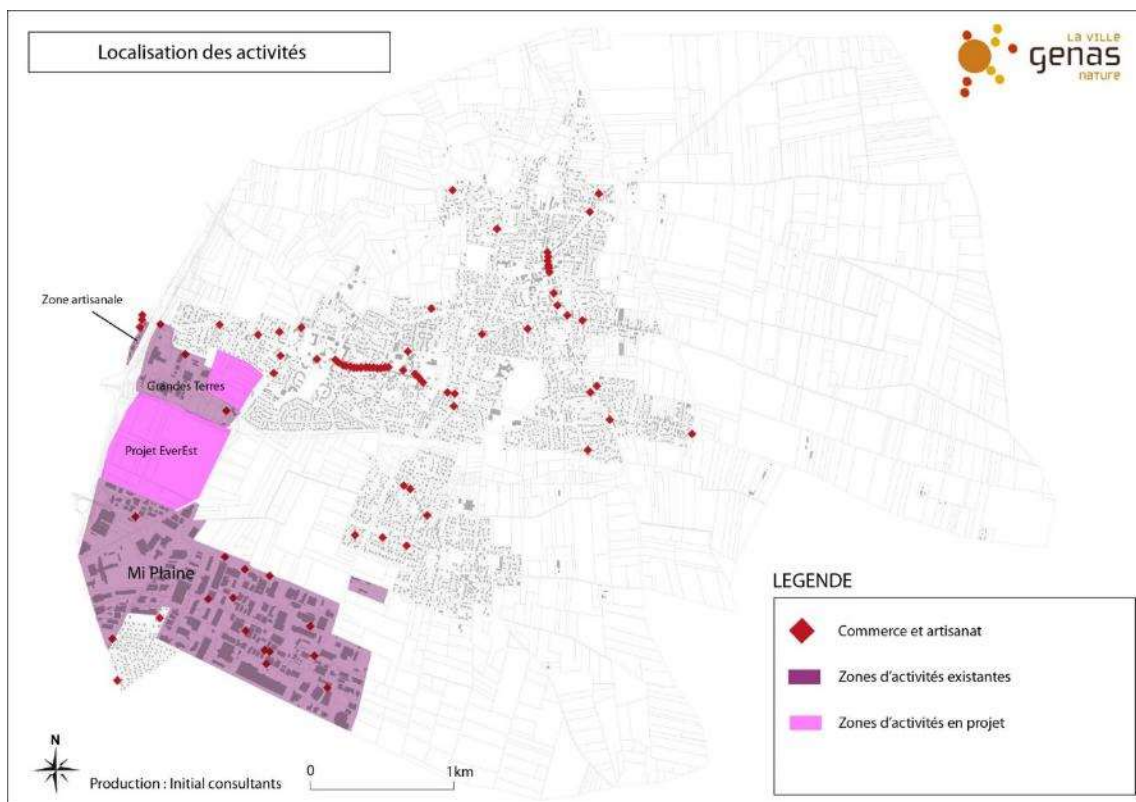 Localisation des activités
LA VILLE
genas
NATURE
Zone artisanale
Grandes Terres
Projet EverEst
Mi Plaine
LEGENDE
Commerce et artisanat
Zones d'activités existantes
Zones d'activités en projet
N
Production : Initial consultants
0
1km